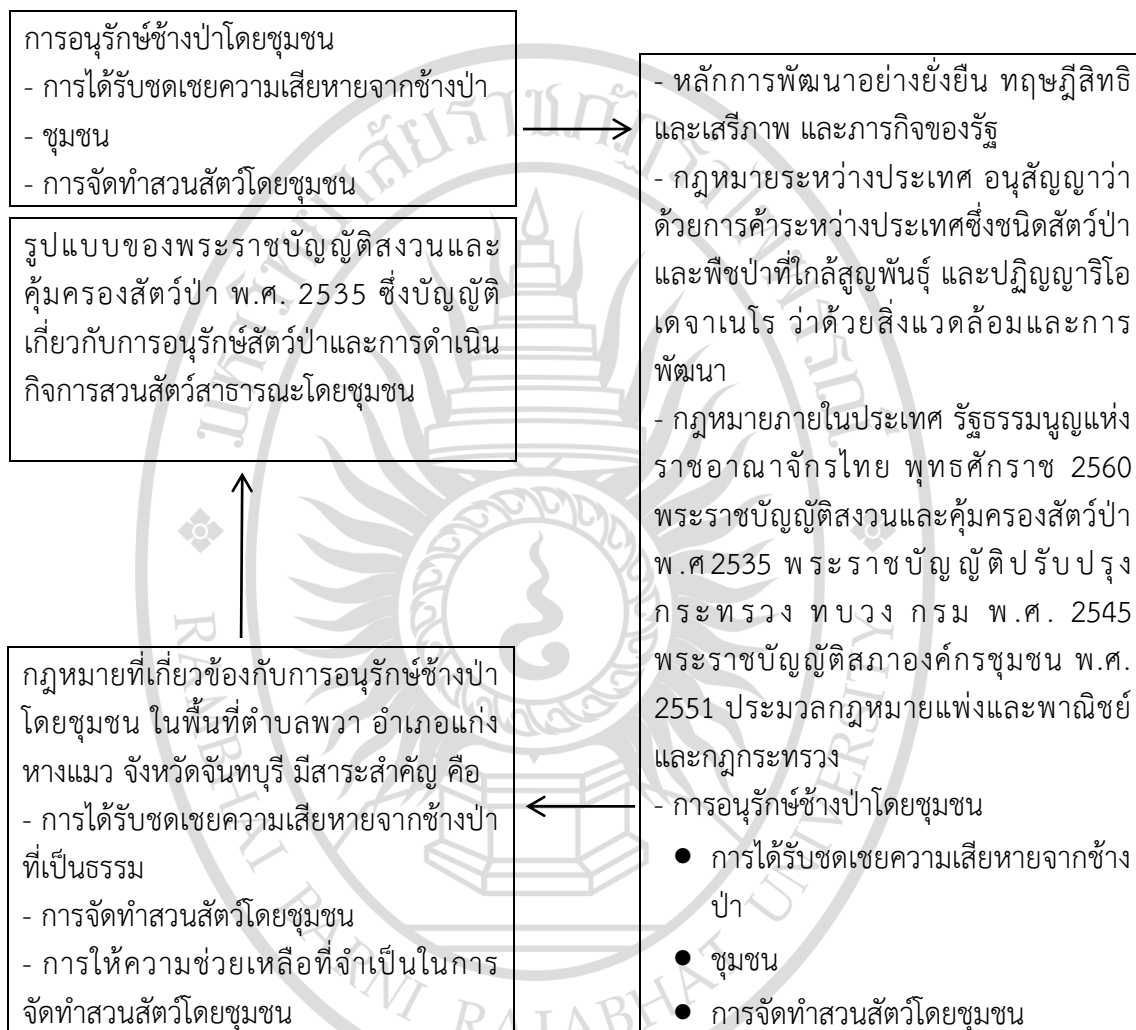 การอนุรักษ์ช้างป่าโดยชุมชน
- การได้รับชดเชยความเสียหายจากช้างป่า
- ชุมชน
- การจัดทำสวนสัตว์โดยชุมชน
รูปแบบของพระราชบัญญัติสงวนและ
คุ้มครองสัตว์ป่า พ.ศ. 2535 ซึ่งบัญญัติ
เกี่ยวกับการอนุรักษ์สัตว์ป่าและการดำเนิน
กิจการสวนสัตว์สาธารณะโดยชุมชน
กฎหมายที่เกี่ยวข้องกับการอนุรักษ์ช้างป่า
โดยชุมชน ในพื้นที่ตำบลพวา อำเภอแก่ง
หางแมว จังหวัดจันทบุรี มีสาระสำคัญ คือ
- การได้รับชดเชยความเสียหายจากช้างป่า
ที่เป็นธรรม
- การจัดทำสวนสัตว์โดยชุมชน
- การให้ความช่วยเหลือที่จำเป็นในการ
จัดทำสวนสัตว์โดยชุมชน
- หลักการพัฒนาอย่างยั่งยืน ทฤษฎีสิทธิ
และเสรีภาพ และภารกิจของรัฐ
- กฎหมายระหว่างประเทศ อนุสัญญาว่า
ด้วยการค้าระหว่างประเทศซึ่งชนิดสัตว์ป่า
และพืชป่าที่ใกล้สูญพันธุ์ และปฏิญญาริโอ
เดจาเนโร ว่าด้วยสิ่งแวดล้อมและการ
พัฒนา
- กฎหมายภายในประเทศ รัฐธรรมนูญแห่ง
ราชอาณาจักรไทย พุทธศักราช 2560
พระราชบัญญัติสงวนและคุ้มครองสัตว์ป่า
พ.ศ2535 พระราชบัญญัติปรับปรุง
กระทรวง ทบวง กรม พ.ศ. 2545
พระราชบัญญัติสภาองค์กรชุมชน พ.ศ.
2551 ประมวลกฎหมายแพ่งและพาณิชย์
และกฎกระทรวง
- การอนุรักษ์ช้างป่าโดยชุมชน
● การได้รับชดเชยความเสียหายจากช้าง
ป่า
● ชุมชน
● การจัดทำสวนสัตว์โดยชุมชน
RAMBHAI BARNI RAJABHAT UNIVERSITY